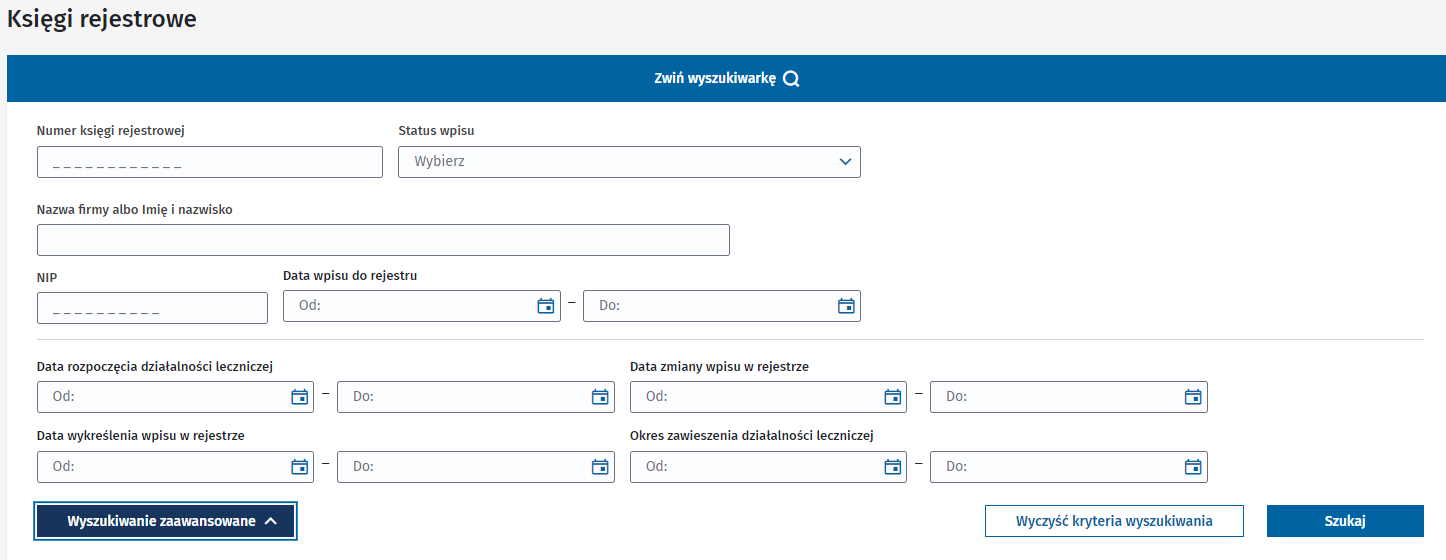 Księgi rejestrowe
Zwiń wyszukiwarkę
Numer księgi rejestrowej Status wpisu
_ _ _ _ _ _ _ _ _ _ _ _ Wybierz
Nazwa firmy albo Imię i nazwisko
NIP Data wpisu do rejestru
_ _ _ _ _ _ _ _ _ _ Od: – Do:
Data rozpoczęcia działalności leczniczej Data zmiany wpisu w rejestrze
Od: – Do: Od: – Do:
Data wykreślenia wpisu w rejestrze Okres zawieszenia działalności leczniczej
Od: – Do: Od: – Do:
Wyszukiwanie zaawansowane Wyczyść kryteria wyszukiwania Szukaj